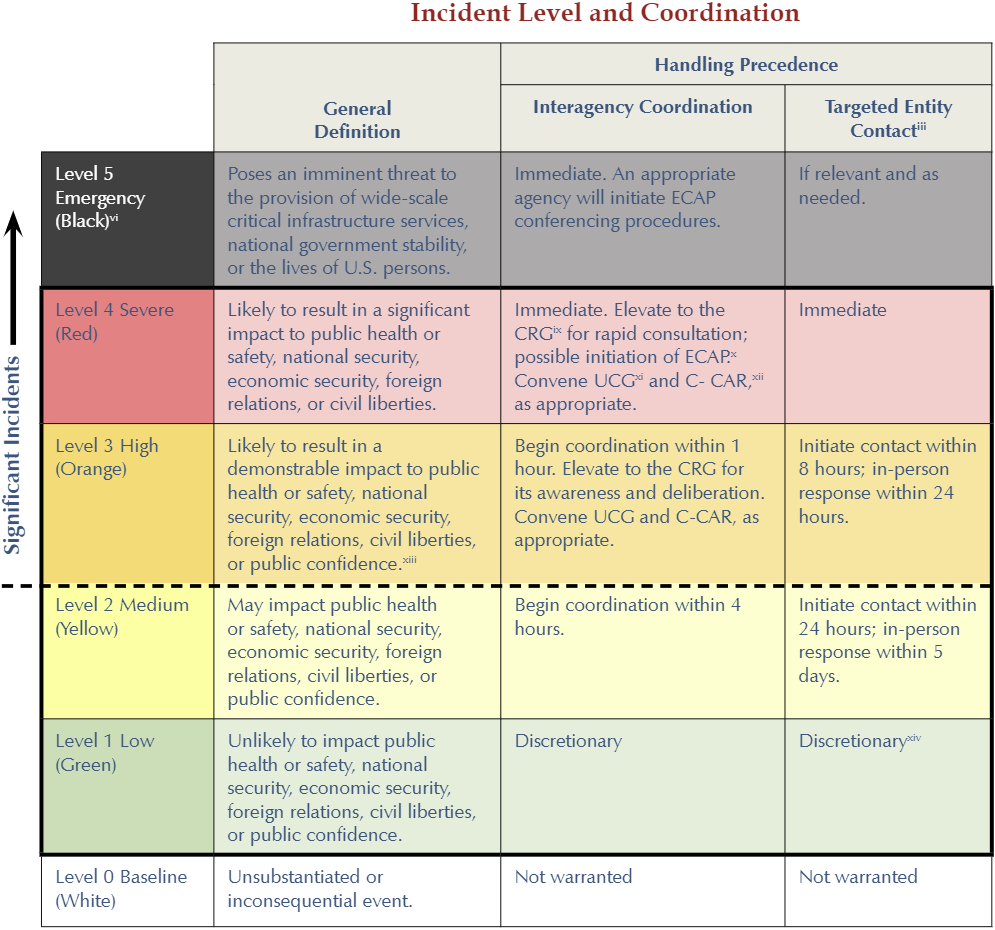 Incident Level and Coordination
Handling Precedence
General
Definition
Interagency Coordination
Targeted Entity
Contactiii
Significant Incidents
Level 5
Emergency
(Black)vi
Poses an imminent threat to
the provision of wide-scale
critical infrastructure services,
national government stability,
or the lives of U.S. persons.
Immediate. An appropriate
agency will initiate ECAP
conferencing procedures.
If relevant and as
needed.
Level 4 Severe
(Red)
Likely to result in a significant
impact to public health or
safety, national security,
economic security, foreign
relations, or civil liberties.
Immediate. Elevate to the
CRGix for rapid consultation;
possible initiation of ECAP.x
Convene UCGxi and C- CAR,xii
as appropriate.
Immediate
Level 3 High
(Orange)
Likely to result in a
demonstrable impact to public
health or safety, national
security, economic security,
foreign relations, civil liberties,
or public confidence.xiii
Begin coordination within 1
hour. Elevate to the CRG for
its awareness and deliberation.
Convene UCG and C-CAR, as
appropriate.
Initiate contact within
8 hours; in-person
response within 24
hours.
Level 2 Medium
(Yellow)
May impact public health
or safety, national security,
economic security, foreign
relations, civil liberties, or
public confidence.
Begin coordination within 4
hours.
Initiate contact within
24 hours; in-person
response within 5
days.
Level 1 Low
(Green)
Unlikely to impact public
health or safety, national
security, economic security,
foreign relations, civil liberties,
or public confidence.
Discretionary
Discretionaryxiv
Level 0 Baseline
(White)
Unsubstantiated or
inconsequential event.
Not warranted
Not warranted